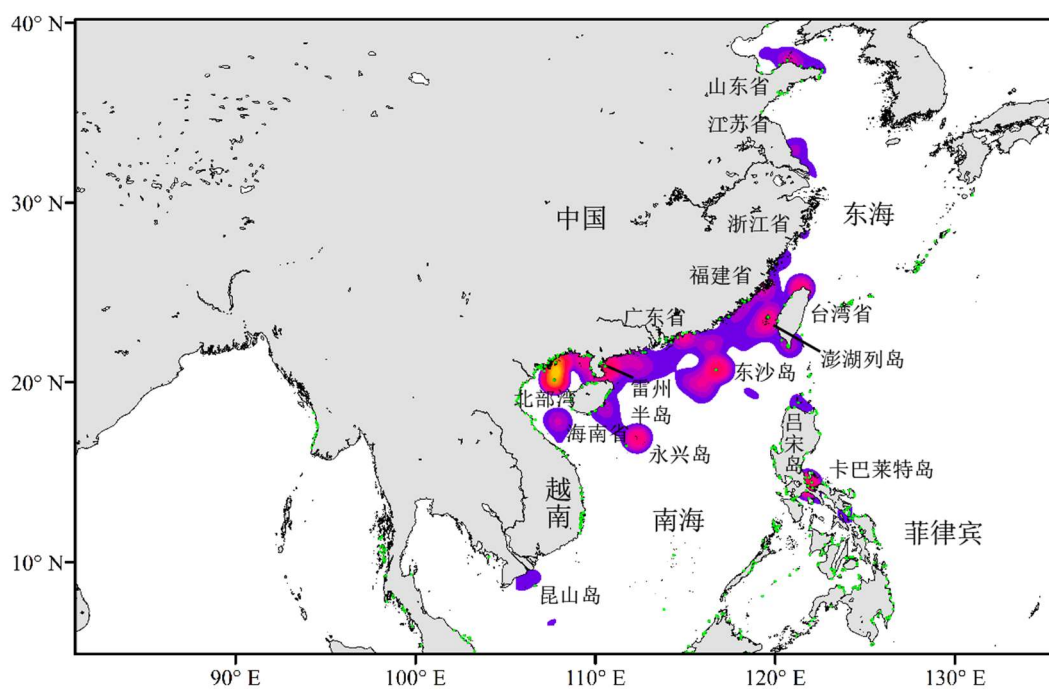 40° N
山东省
江苏省
30° N
中国
浙江省
东海
福建省
广东省
台湾省
澎湖列岛
20° N
雷州
半岛
东沙岛
北部湾
海南省
永兴岛
吕宋岛
卡巴莱特岛
越南
南海
菲律宾
10° N
昆山岛
90° E
100° E
110° E
120° E
130° E